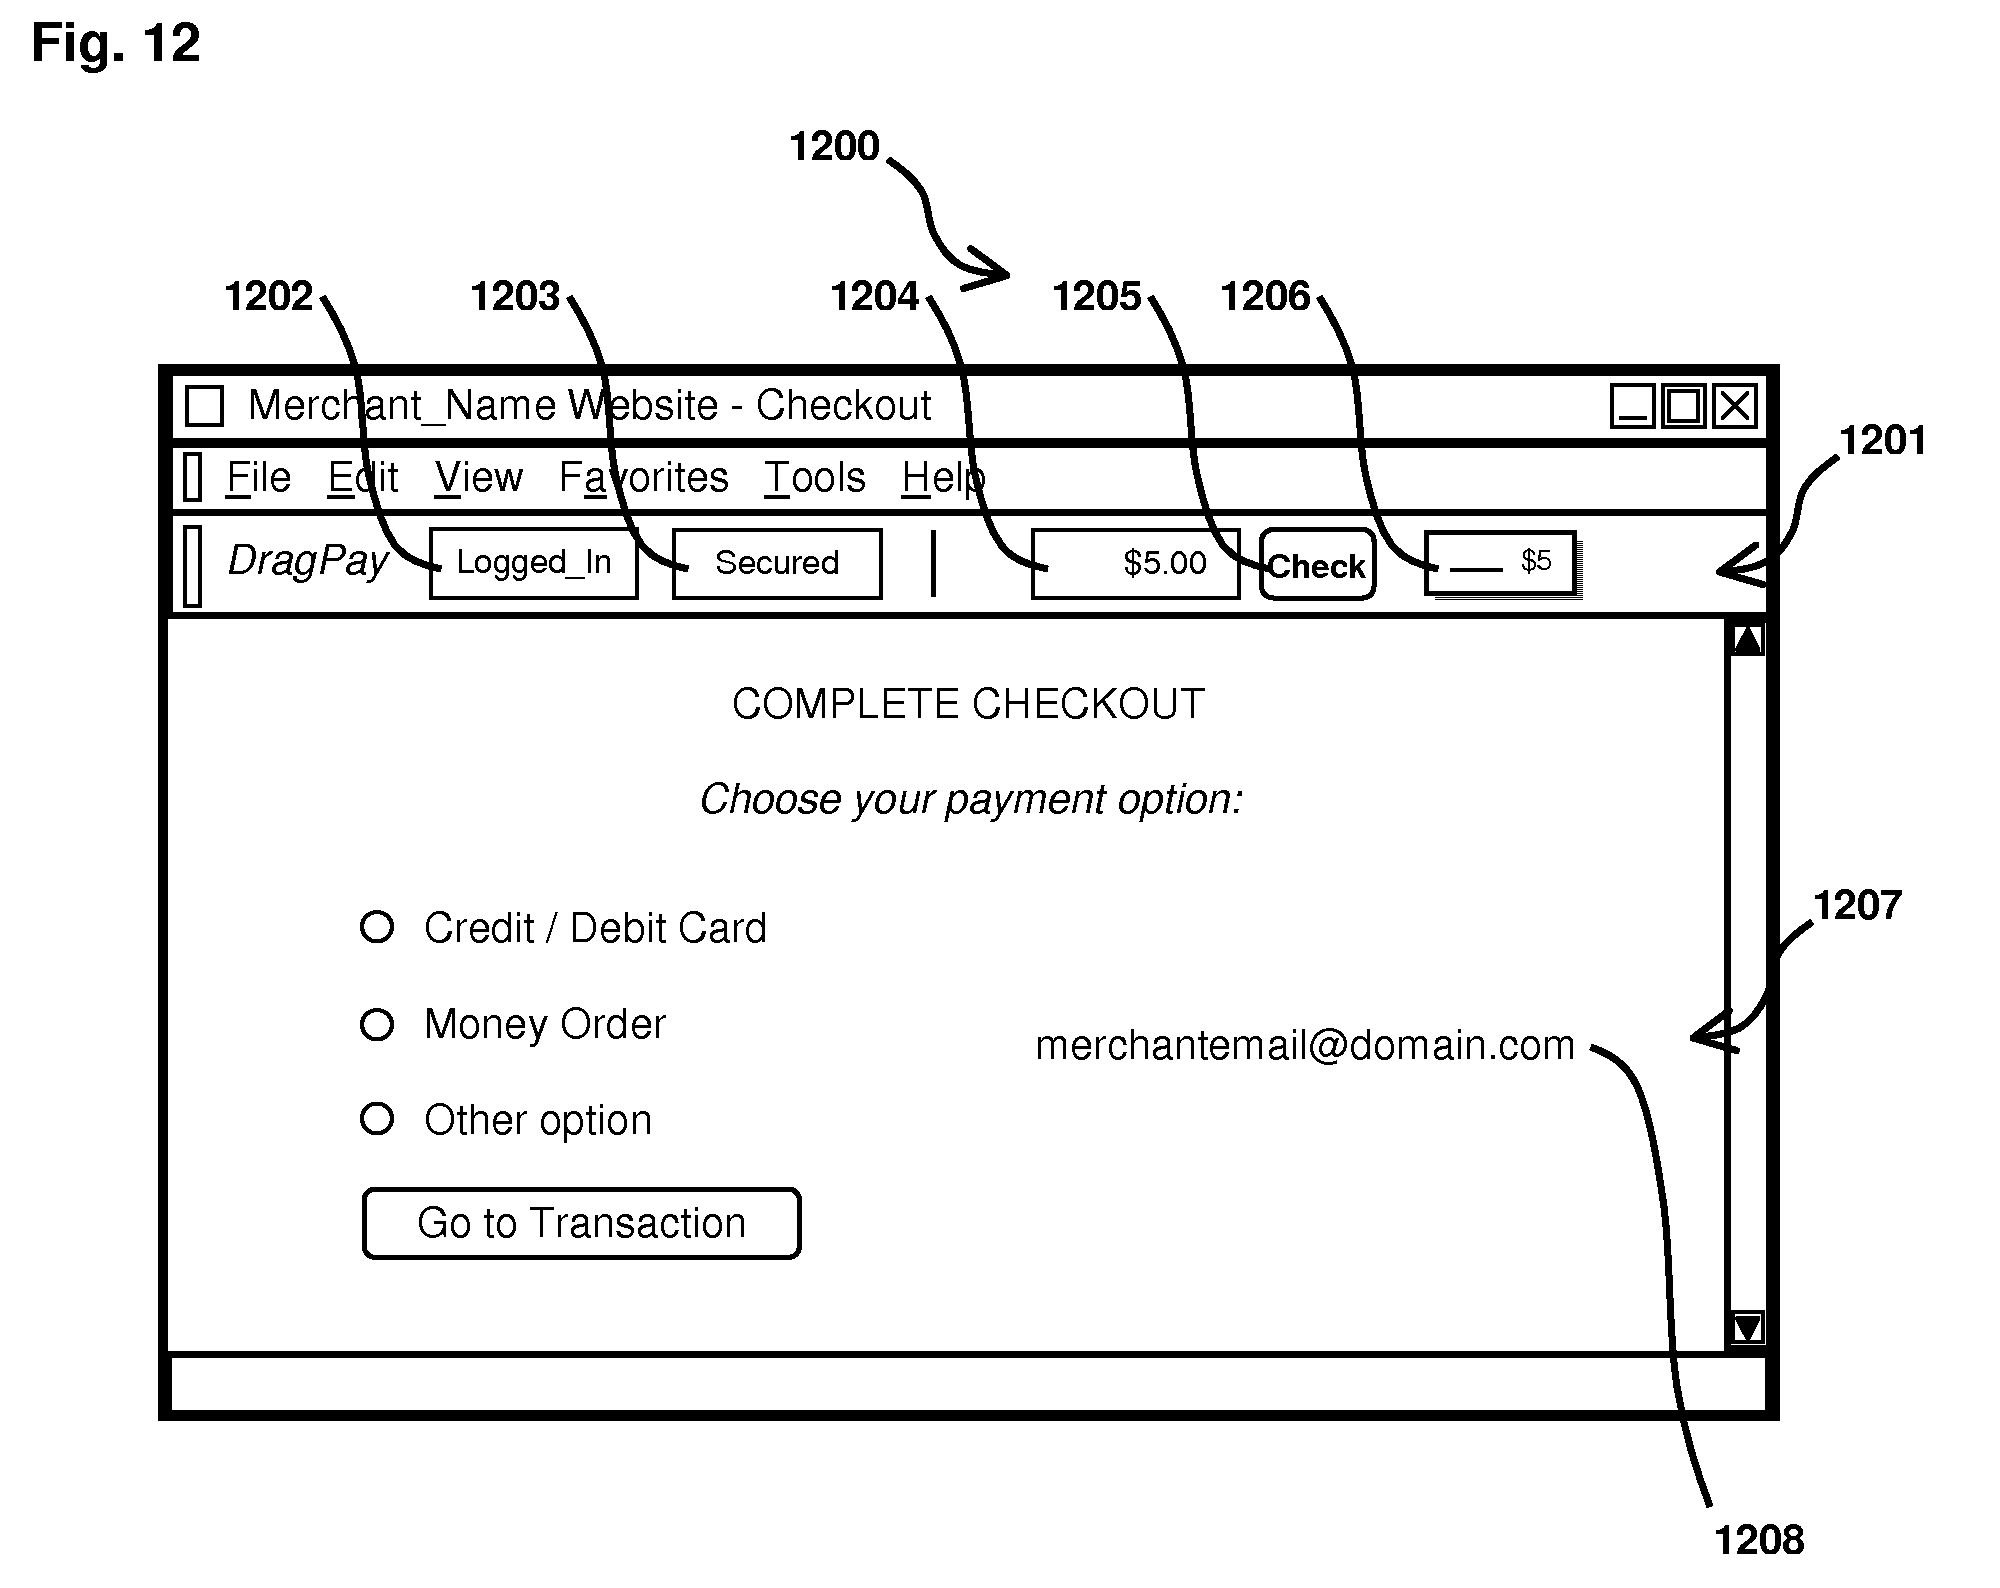 Fig. 12
1200
1202 1203 1204 1205 1206
Merchant_Name Website - Checkout
1201
File Edit View Favorites Tools Help
DragPay Logged_In Secured | $5.00 Check $5
COMPLETE CHECKOUT
Choose your payment option:
1207
Credit / Debit Card
Money Order
merchantemail@domain.com
Other option
Go to Transaction
1208